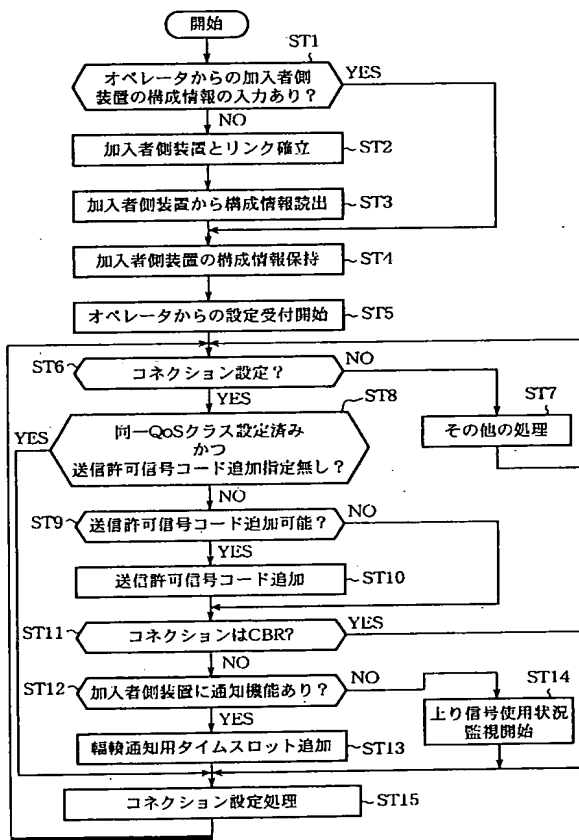 開始
ST1
オペレータからの加入者側
装置の構成情報の入力あり?
YES
NO
加入者側装置とリンク確立
ST2
加入者側装置から構成情報読出
ST3
加入者側装置の構成情報保持
ST4
オペレータからの設定受付開始
ST5
ST6
コネクション設定?
NO
YES
ST7
その他の処理
ST8
YES
同一QoSクラス設定済み
かつ
送信許可信号コード追加指定無し?
NO
ST9
送信許可信号コード追加可能?
NO
YES
送信許可信号コード追加
ST10
ST11
コネクションはCBR?
YES
NO
ST12
加入者側装置に通知機能あり?
NO
YES
ST14
上り信号使用状況
監視開始
輻輳通知用タイムスロット追加
ST13
コネクション設定処理
ST15